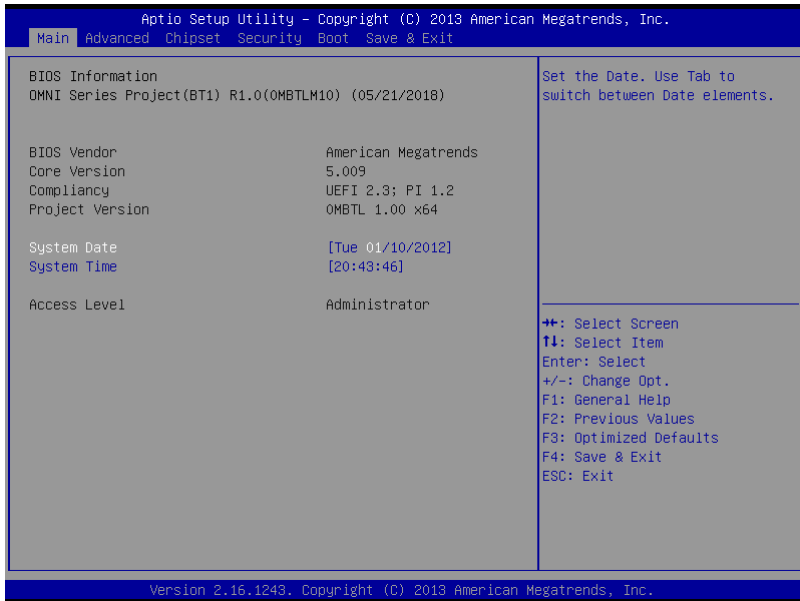 Aptio Setup Utility – Copyright (C) 2013 American Megatrends, Inc.
Main Advanced Chipset Security Boot Save & Exit
BIOS Information
OMNI Series Project(BT1) R1.0(OMBTLM10) (05/21/2018)
BIOS Vendor American Megatrends
Core Version 5.009
Compliancy UEFI 2.3; PI 1.2
Project Version OMBTL 1.00 x64
System Date [Tue 01/10/2012]
System Time [20:43:46]
Access Level Administrator
Set the Date. Use Tab to
switch between Date elements.
→←: Select Screen
↑↓: Select Item
Enter: Select
+/-: Change Opt.
F1: General Help
F2: Previous Values
F3: Optimized Defaults
F4: Save & Exit
ESC: Exit
Version 2.16.1243. Copyright (C) 2013 American Megatrends, Inc.